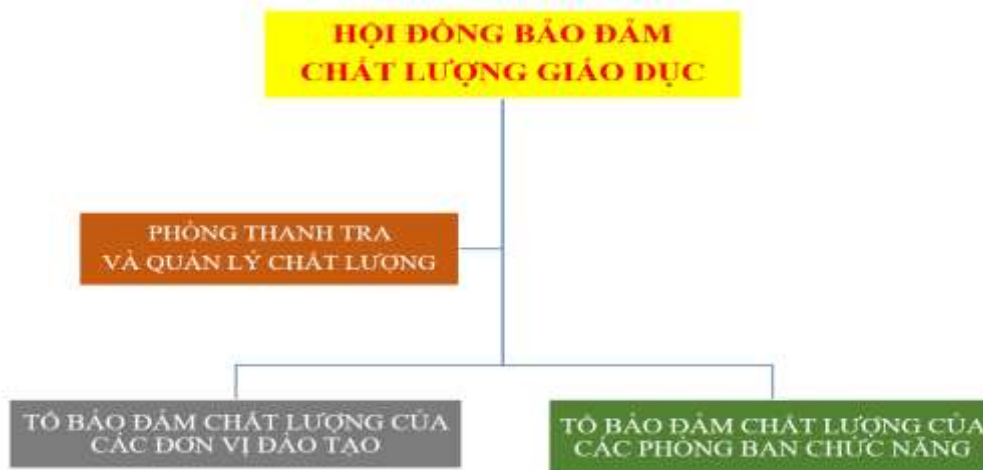 HỘI ĐỒNG BẢO ĐẢM
CHẤT LƯỢNG GIÁO DỤC
PHÒNG THANH TRA
VÀ QUẢN LÝ CHẤT LƯỢNG
TỔ BẢO ĐẢM CHẤT LƯỢNG CỦA
CÁC ĐƠN VỊ ĐÀO TẠO
TỔ BẢO ĐẢM CHẤT LƯỢNG CỦA
CÁC PHÒNG BAN CHỨC NĂNG